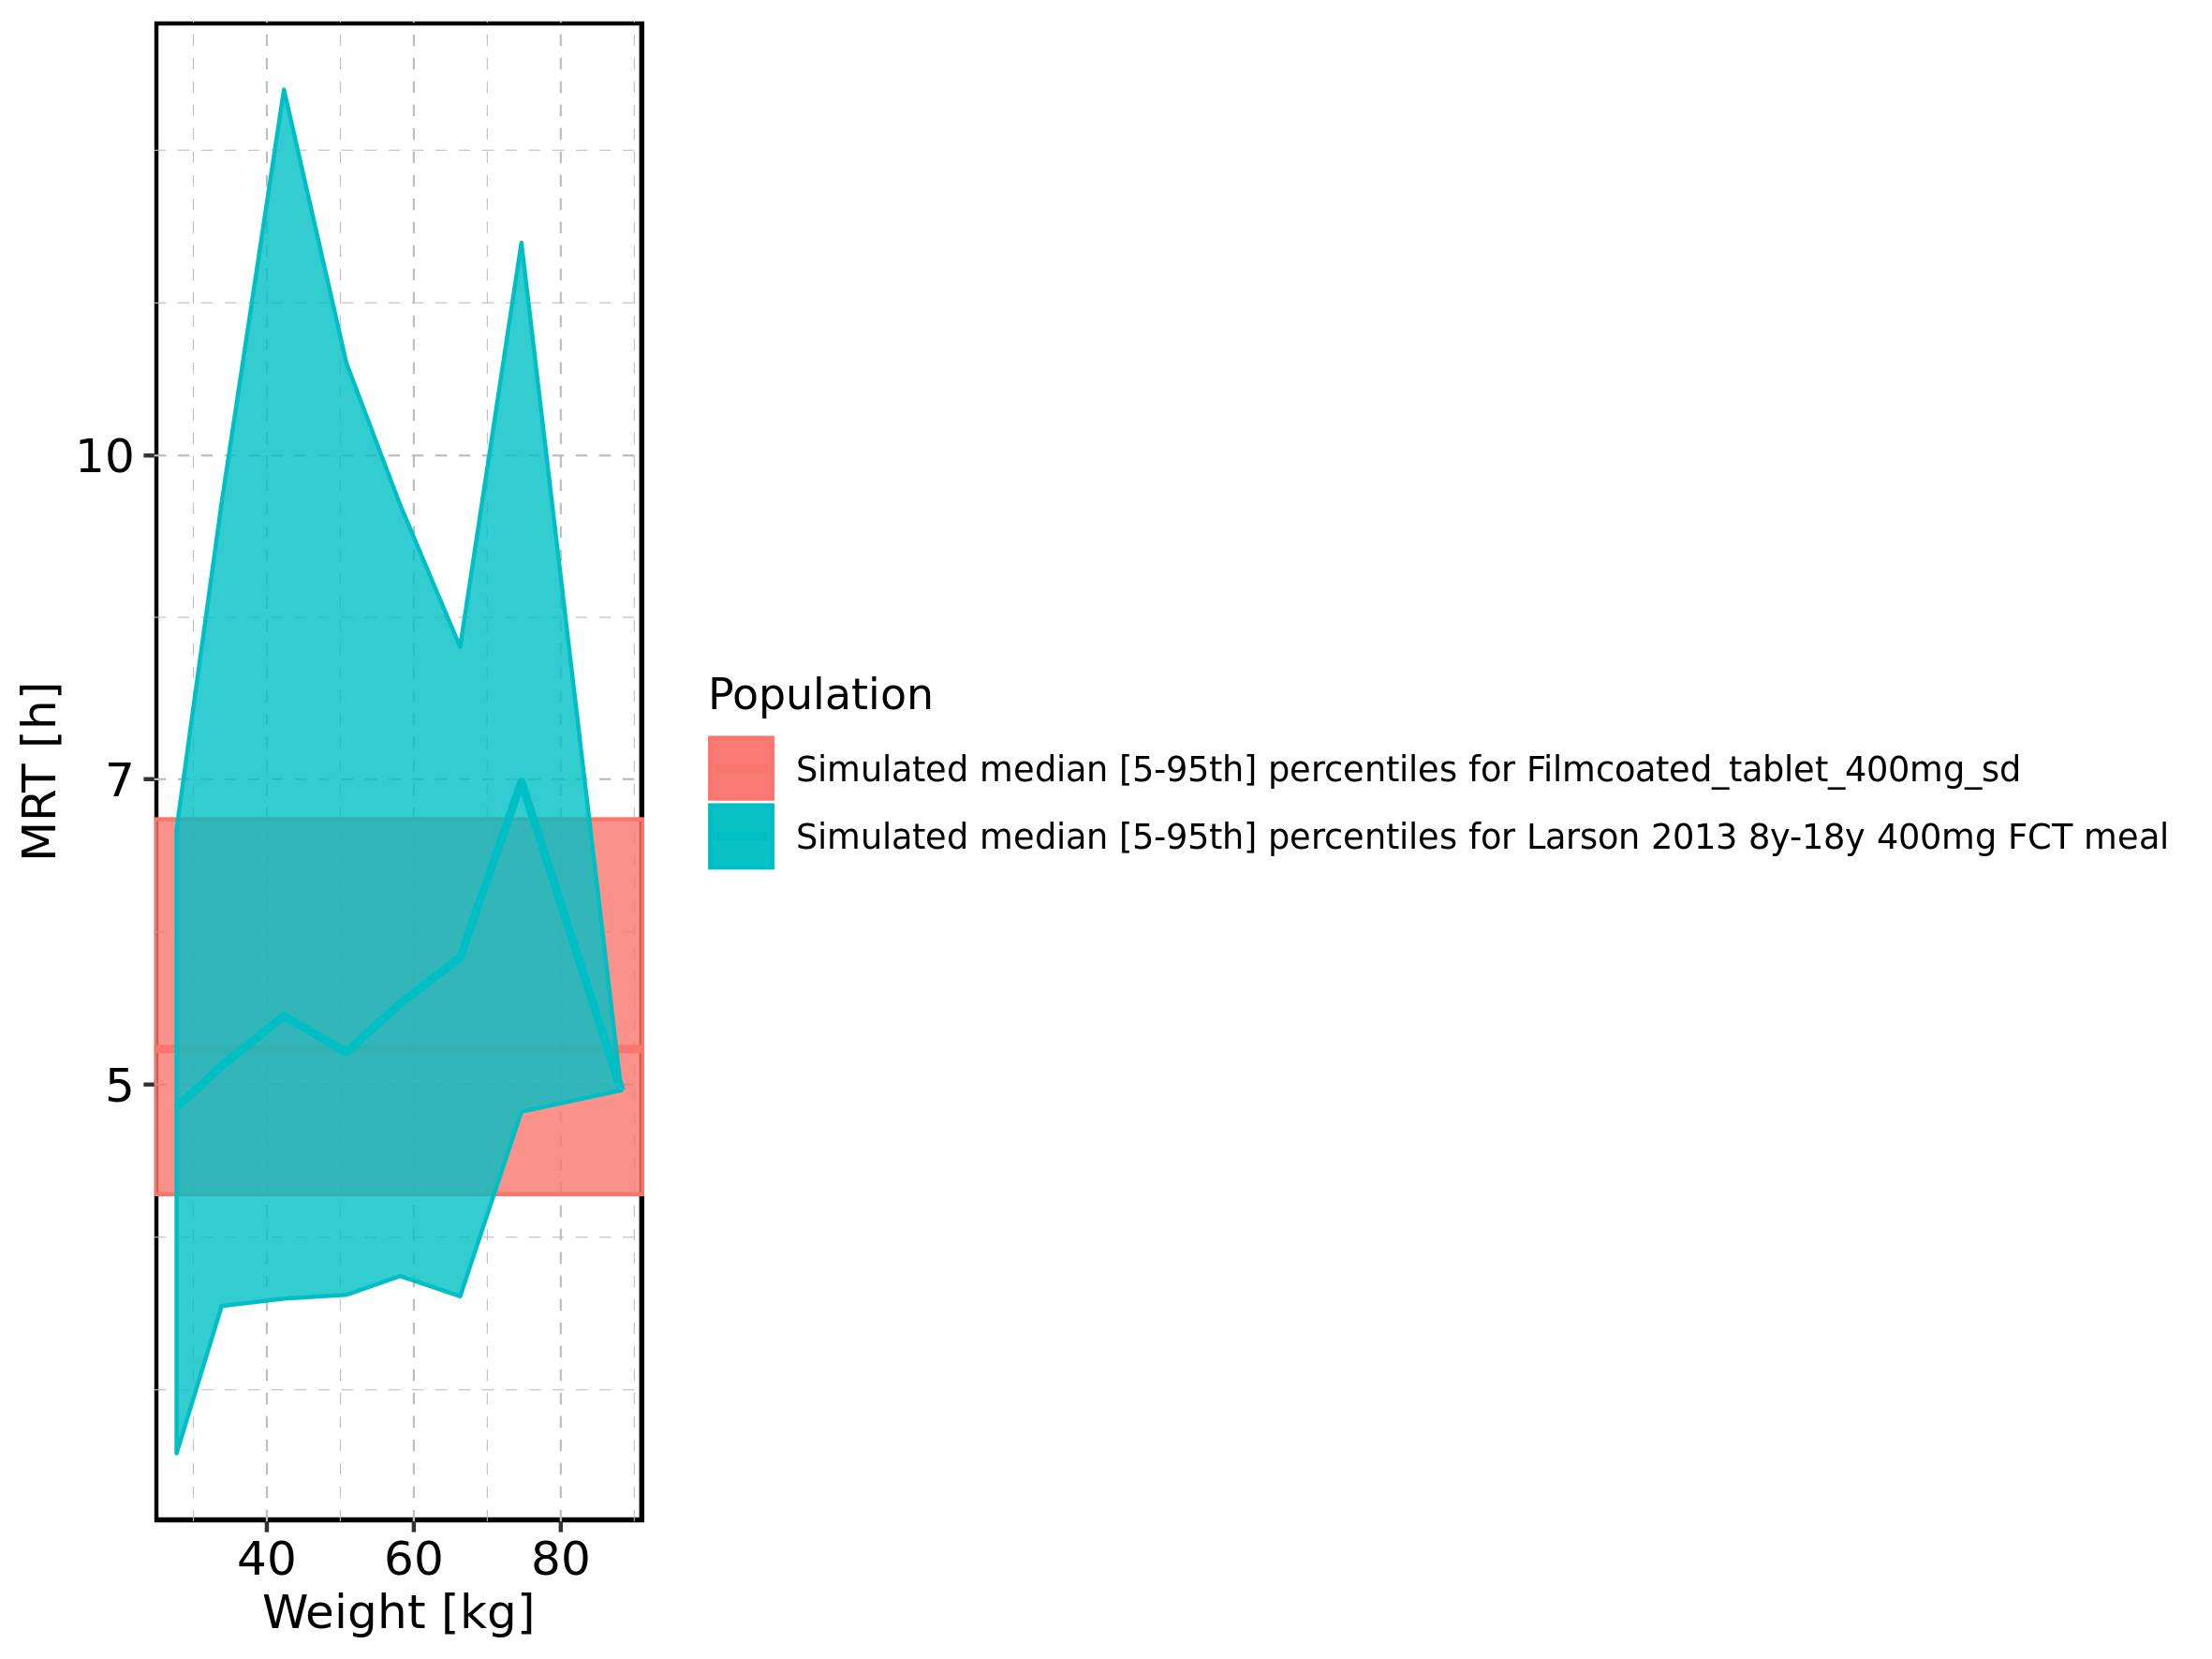 10
7
5
MRT [h]
40 60 80
Weight [kg]
Population
Simulated median [5-95th] percentiles for Filmcoated_tablet_400mg_sd
Simulated median [5-95th] percentiles for Larson 2013 8y-18y 400mg FCT meal